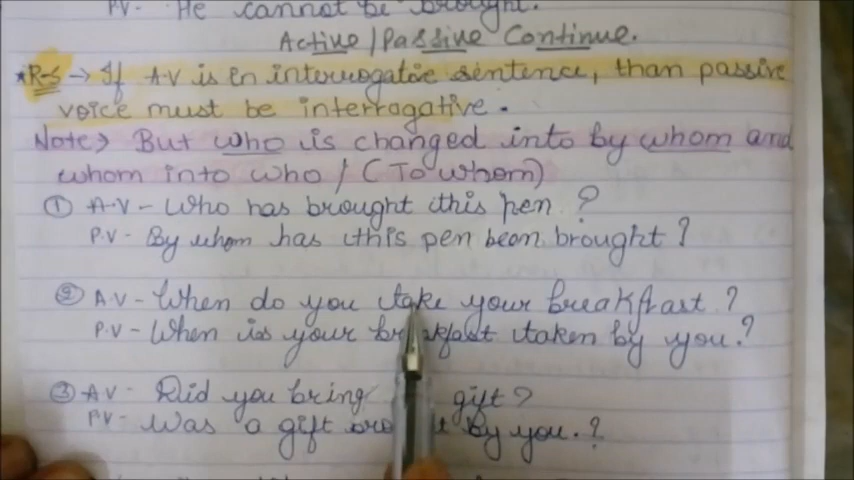 P.V- He cannot be brought.
Active/Passive Continue.
*R-5 → If A.V is in interrogative sentence, than passive
voice must be interrogative.
Note → But who is changed into by whom and
whom into who / (To whom)
① A.V - Who has brought this pen ?
P.V - By whom has this pen been brought ?
② A.V - When do you take your breakfast. ?
P.V - When is your breakfast taken by you. ?
③ A.V - Did you bring gift ?
P.V - Was a gift by you. ?